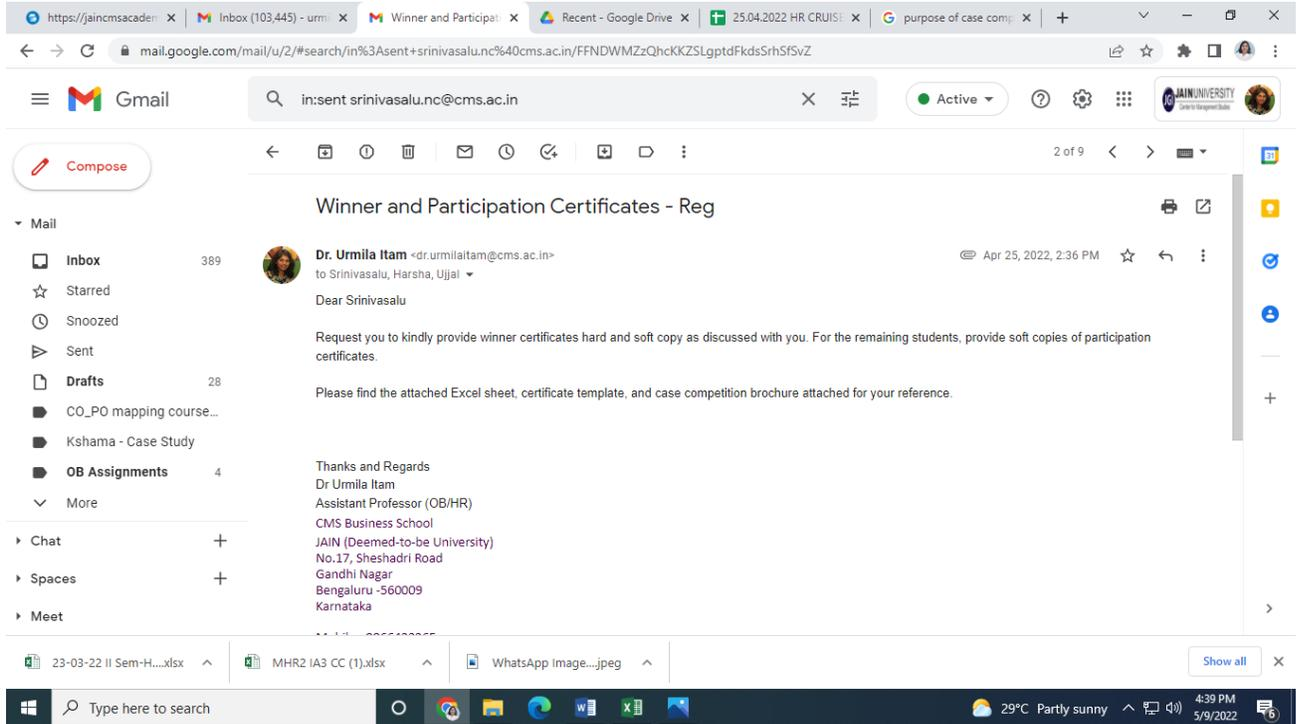 https://jaincmsacadem
Inbox (103,445) - urmi
Winner and Participati
Recent - Google Drive
25.04.2022 HR CRUISE
purpose of case comp
mail.google.com/mail/u/2/#search/in%3Asent+srinivasalu.nc%40cms.ac.in/FFNDWMZzQhcKKZSLgptdFkdsSrhSfSvZ
Gmail
in:sent srinivasalu.nc@cms.ac.in
Active
JAIN UNIVERSITY
Center for Management Studies
Compose
2 of 9
Winner and Participation Certificates - Reg
Mail
Inbox 389
Starred
Snoozed
Sent
Drafts 28
CO_PO mapping course...
Kshama - Case Study
OB Assignments 4
More
Chat
Spaces
Meet
Dr. Urmila Itam <dr.urmilaitam@cms.ac.in>
Apr 25, 2022, 2:36 PM
to Srinivasalu, Harsha, Ujjal
Dear Srinivasalu
Request you to kindly provide winner certificates hard and soft copy as discussed with you. For the remaining students, provide soft copies of participation
certificates.
Please find the attached Excel sheet, certificate template, and case competition brochure attached for your reference.
Thanks and Regards
Dr Urmila Itam
Assistant Professor (OB/HR)
CMS Business School
JAIN (Deemed-to-be University)
No.17, Sheshadri Road
Gandhi Nagar
Bengaluru -560009
Karnataka
23-03-22 II Sem-H....xlsx
MHR2 IA3 CC (1).xlsx
WhatsApp Image....jpeg
Show all
Type here to search
29°C Partly sunny
4:39 PM
5/9/2022
6